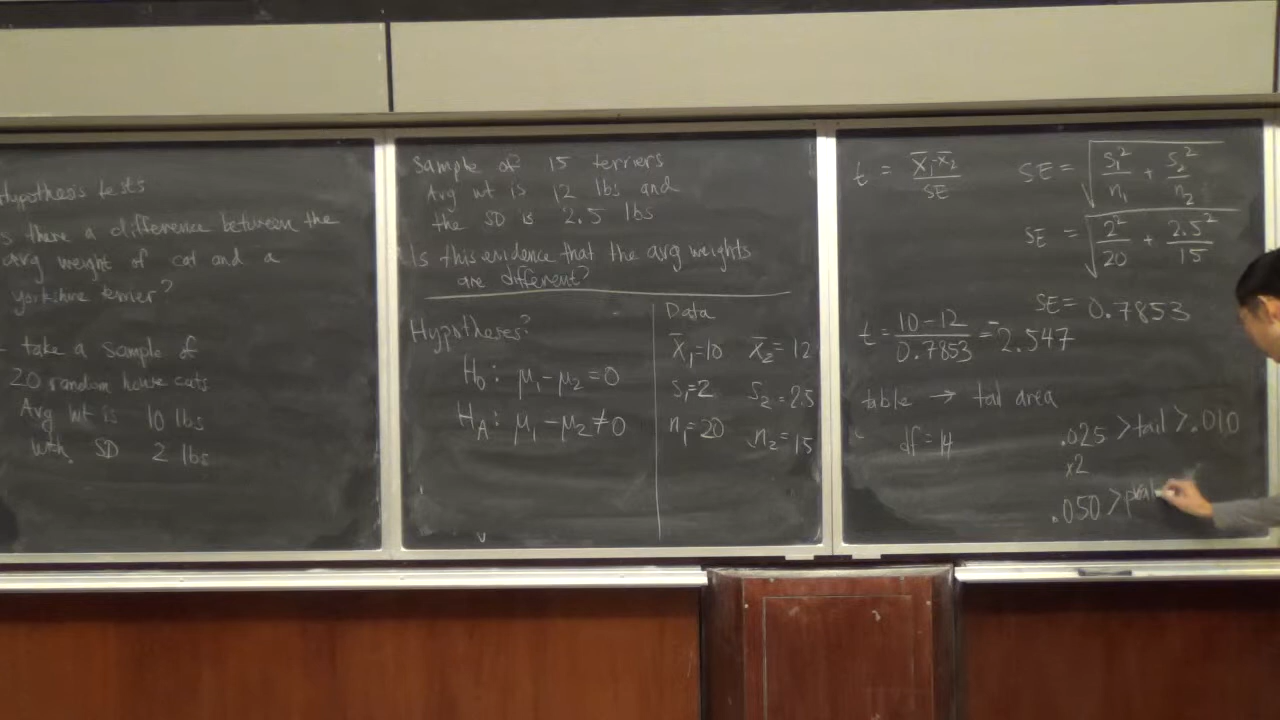 Hypothesis tests
s there a difference between the
avg weight of cat and a
yorkshire terrier?
- take a sample of
20 random house cats
Avg wt is 10 lbs
with SD 2 lbs
Sample of 15 terriers
Avg wt is 12 lbs and
the SD is 2.5 lbs
Is this evidence that the avg weights
are different?
Hypotheses?
H₀: μ₁-μ₂=0
H_A: μ₁-μ₂≠0
Data
x̄₁=10 x̄₂=12
s₁=2 s₂=2.5
n₁=20 n₂=15
t = (x̄₁-x̄₂)/SE
SE = √(s₁²/n₁ + s₂²/n₂)
SE = √(2²/20 + 2.5²/15)
SE = 0.7853
t = (10-12)/0.7853 = -2.547
table → tail area
df=14
.025 > tail > .010
x2
.050 >